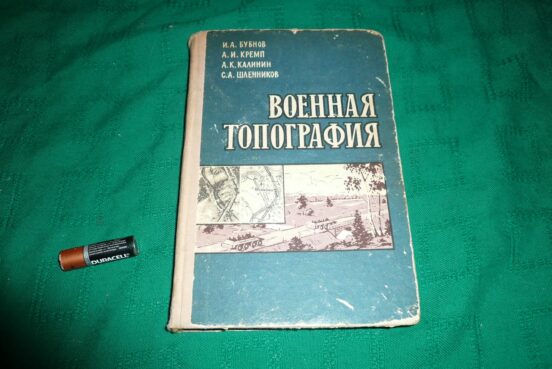 И.А. БУБНОВ
А.И. КРЕМП
А.К. КАЛИНИН
С.А. ШЛЕННИКОВ
ВОЕННАЯ
ТОПОГРАФИЯ
DURACELL